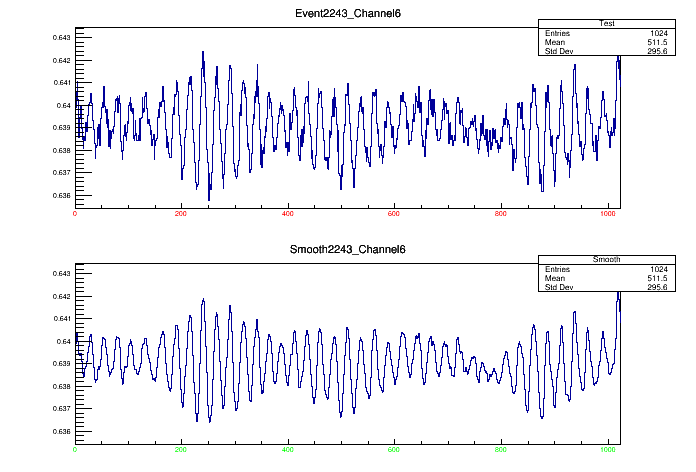 Event2243_Channel6
Test
Entries 1024
Mean 511.5
Std Dev 295.6
0.643
0.642
0.641
0.64
0.639
0.638
0.637
0.636
0 200 400 600 800 1000
Smooth2243_Channel6
Smooth
Entries 1024
Mean 511.5
Std Dev 295.6
0.643
0.642
0.641
0.64
0.639
0.638
0.637
0.636
0 200 400 600 800 1000